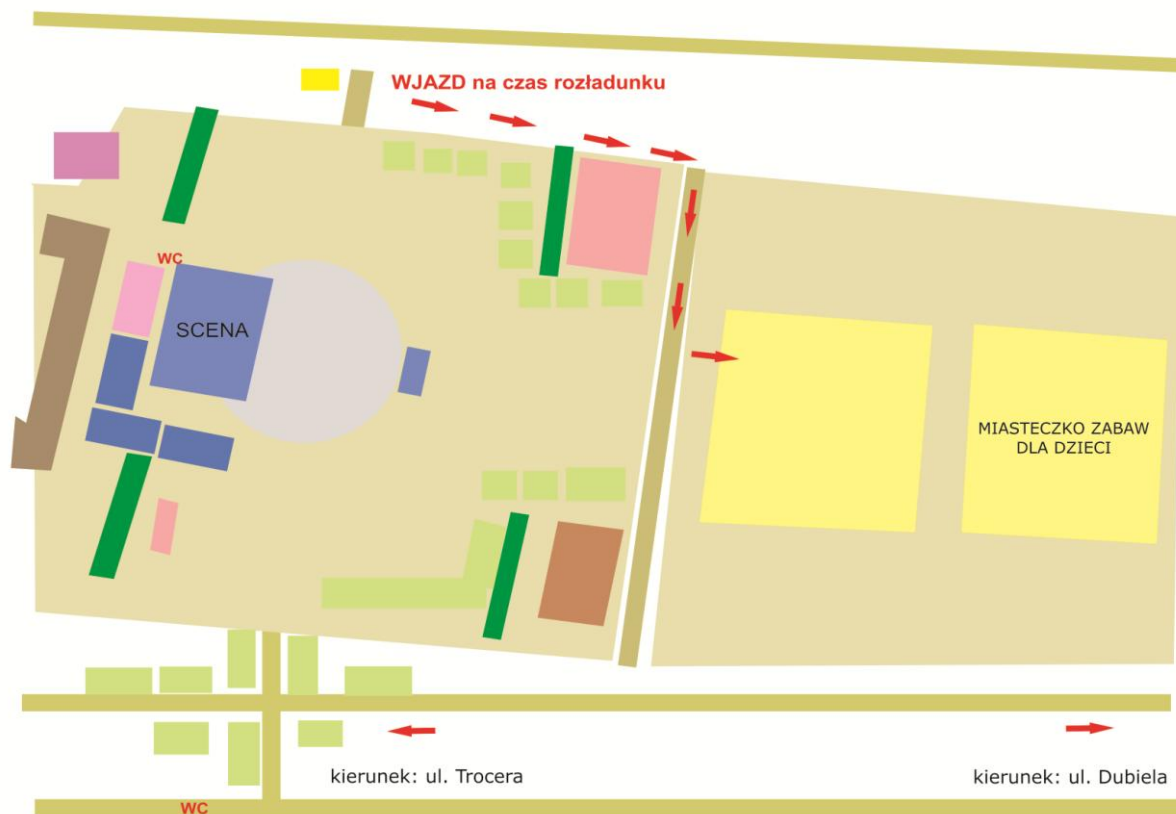 WJAZD na czas rozładunku
WC
SCENA
MIASTECZKO ZABAW
DLA DZIECI
kierunek: ul. Trocera
kierunek: ul. Dubiela
WC